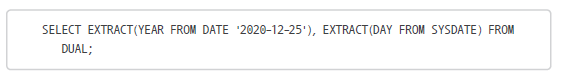 SELECT EXTRACT(YEAR FROM DATE '2020-12-25'), EXTRACT(DAY FROM SYSDATE) FROM
DUAL;